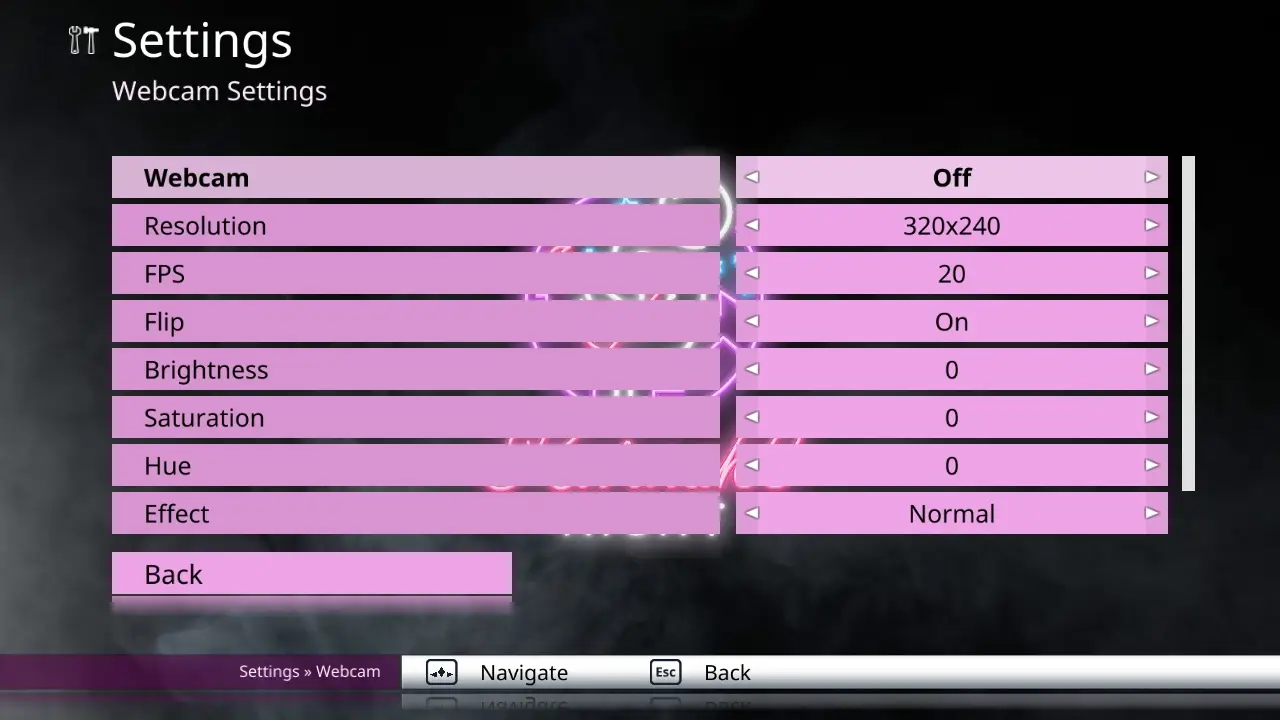 Settings
Webcam Settings
Webcam Off
Resolution 320x240
FPS 20
Flip On
Brightness 0
Saturation 0
Hue 0
Effect Normal
Back
Settings » Webcam Navigate Esc Back